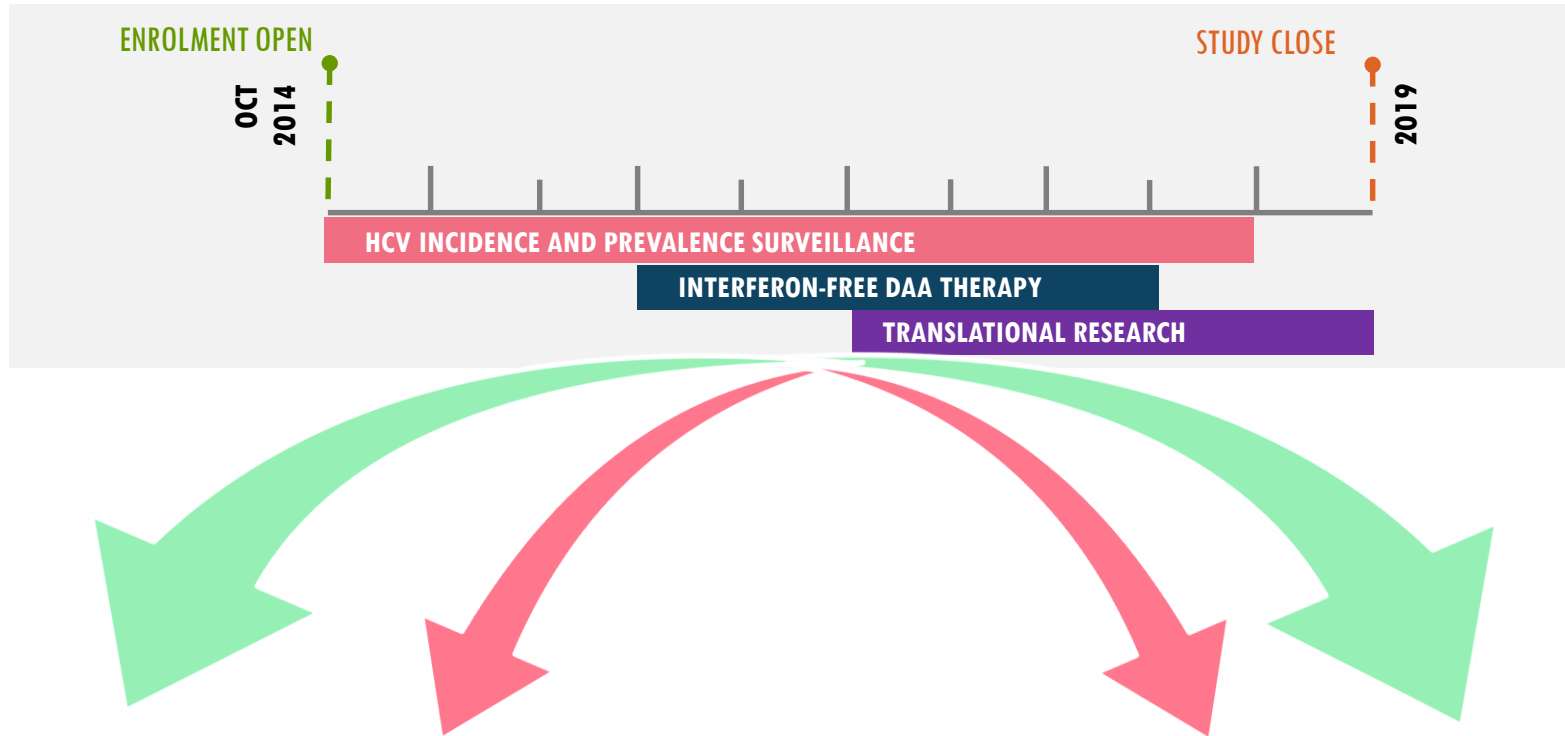 ENROLMENT OPEN
OCT
2014
STUDY CLOSE
2019
HCV INCIDENCE AND PREVALENCE SURVEILLANCE
INTERFERON-FREE DAA THERAPY
TRANSLATIONAL RESEARCH